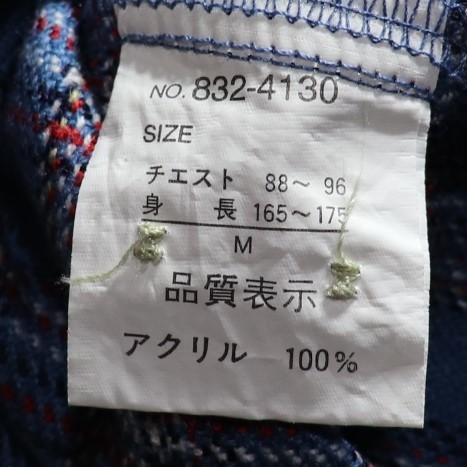 NO. 832-4130
SIZE
チエスト 88〜 96
身 長 165〜175
M
品質表示
アクリル 100%